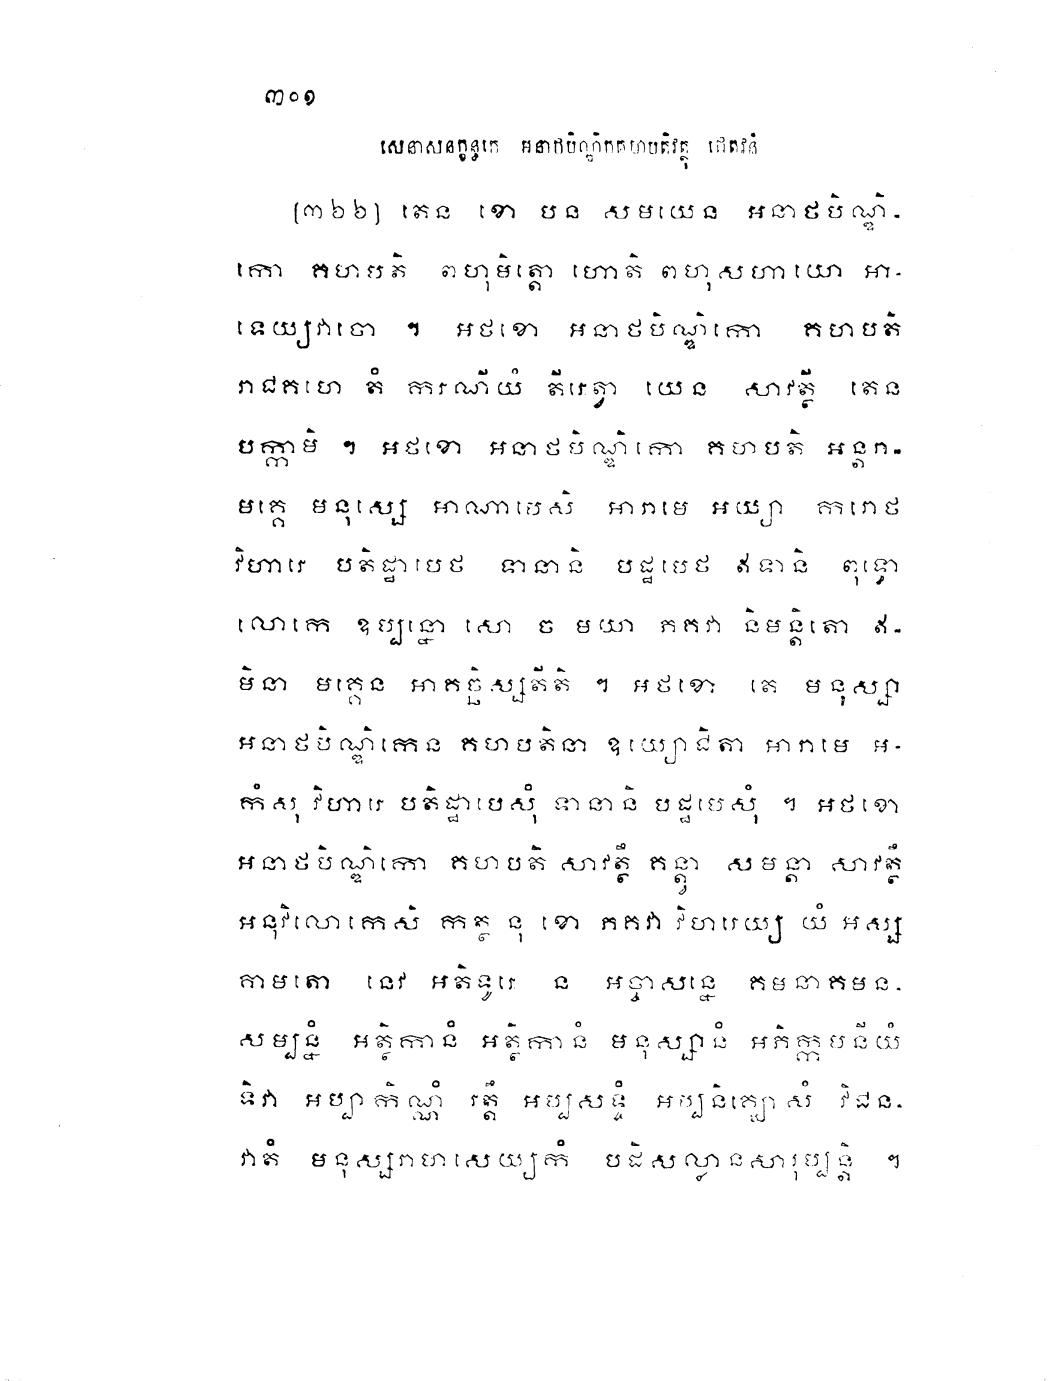 ៣០១
សេនាសនក្ខន្ធកេ អនាថបិណ្ឌិកគហបតិវត្ថុ ជេតវនំ
[៣៦៦] តេន ខោ បន សមយេន អនាថបិណ្ឌិ-
កោ គហបតិ ពហុមិត្តោ ហោតិ ពហុសហាយោ អា-
ទេយ្យវាចោ ។ អថខោ អនាថបិណ្ឌិកោ គហបតិ
រាជគហេ តំ ករណីយំ តីរេត្វា យេន សាវត្ថី តេន
បក្កាមិ ។ អថខោ អនាថបិណ្ឌិកោ គហបតិ អន្តរា-
មគ្គេ មនុស្សេ អាណាបេសិ អារាមេ អយ្យា ករោថ
វិហារេ បតិដ្ឋាបេថ ទានានិ បដ្ឋបេថ ឥទានិ ពុទ្ធោ
លោកេ ឧប្បន្នោ សោ ច មយា ភគវា និមន្តិតោ ឥ-
មិនា មគ្គេន អាគច្ឆិស្សតីតិ ។ អថខោ តេ មនុស្សា
អនាថបិណ្ឌិកេន គហបតិនា ឧយ្យោជិតា អារាមេ អ-
កំសុ វិហារេ បតិដ្ឋាបេសុំ ទានានិ បដ្ឋបេសុំ ។ អថខោ
អនាថបិណ្ឌិកោ គហបតិ សាវត្ថឹ គន្ត្វា សមន្តា សាវត្ថឹ
អនុវិលោកេសិ កត្ថ នុ ខោ ភគវា វិហរេយ្យ យំ អស្ស
គាមតោ នេវ អតិទូរេ ន អច្ចាសន្នេ គមនាគមន-
សម្បន្នំ អត្ថិកានំ អត្ថិកានំ មនុស្សានំ អភិក្កមនីយំ
ទិវា អប្បាកិណ្ណំ រត្តឹ អប្បសទ្ទំ អប្បនិគ្ឃោសំ វិជន-
វាតំ មនុស្សរាហសេយ្យកំ បដិសល្លានសារុប្បន្តិ ។